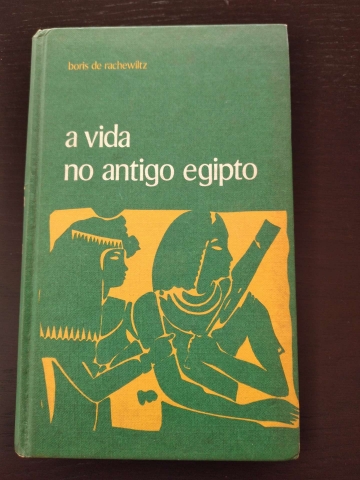 boris de rachewiltz
a vida
no antigo egipto